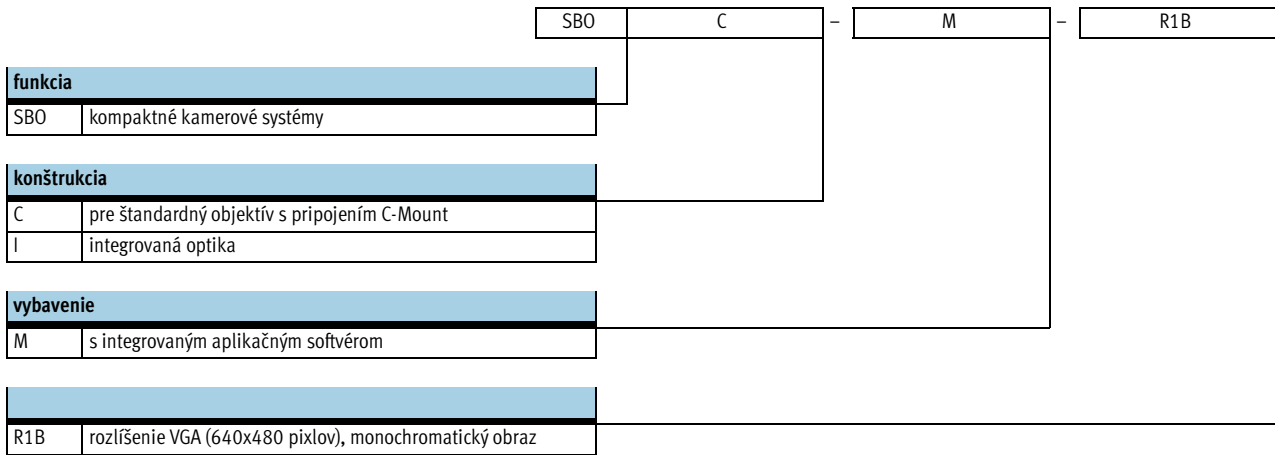 SBO C – M – R1B
funkcia
SBO kompaktné kamerové systémy
konštrukcia
C pre štandardný objektív s pripojením C-Mount
I integrovaná optika
vybavenie
M s integrovaným aplikačným softvérom
R1B rozlíšenie VGA (640x480 pixlov), monochromatický obraz